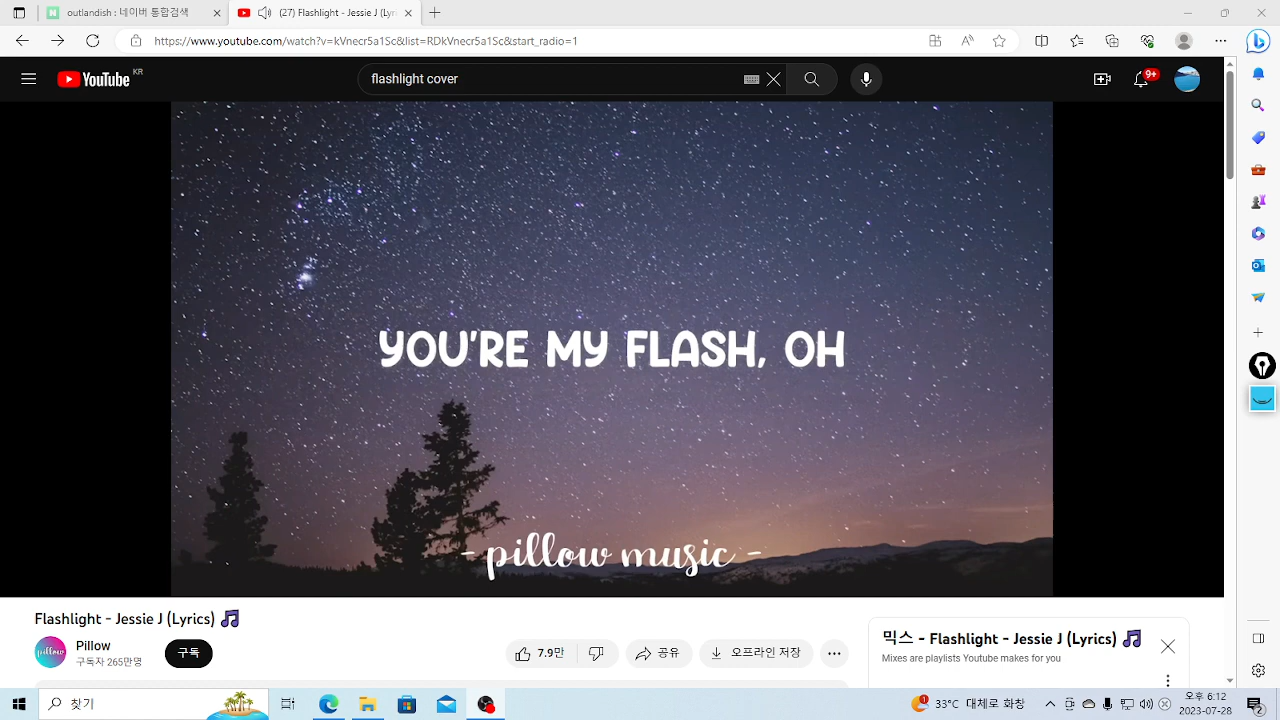 outlandish : 네이버 통합검색
(27) Flashlight - Jessie J (Lyri
https://www.youtube.com/watch?v=kVnecr5a1Sc&list=RDkVnecr5a1Sc&start_radio=1
YouTube KR
flashlight cover
9+
YOU'RE MY FLASH, OH
- pillow music -
Flashlight - Jessie J (Lyrics) 🎵
pillow
Pillow
구독자 265만명
구독
7.9만
공유
오프라인 저장
믹스 - Flashlight - Jessie J (Lyrics) 🎵
Mixes are playlists Youtube makes for you
찾기
1
33°C 대체로 화창
오후 6:12
2023-07-28
2